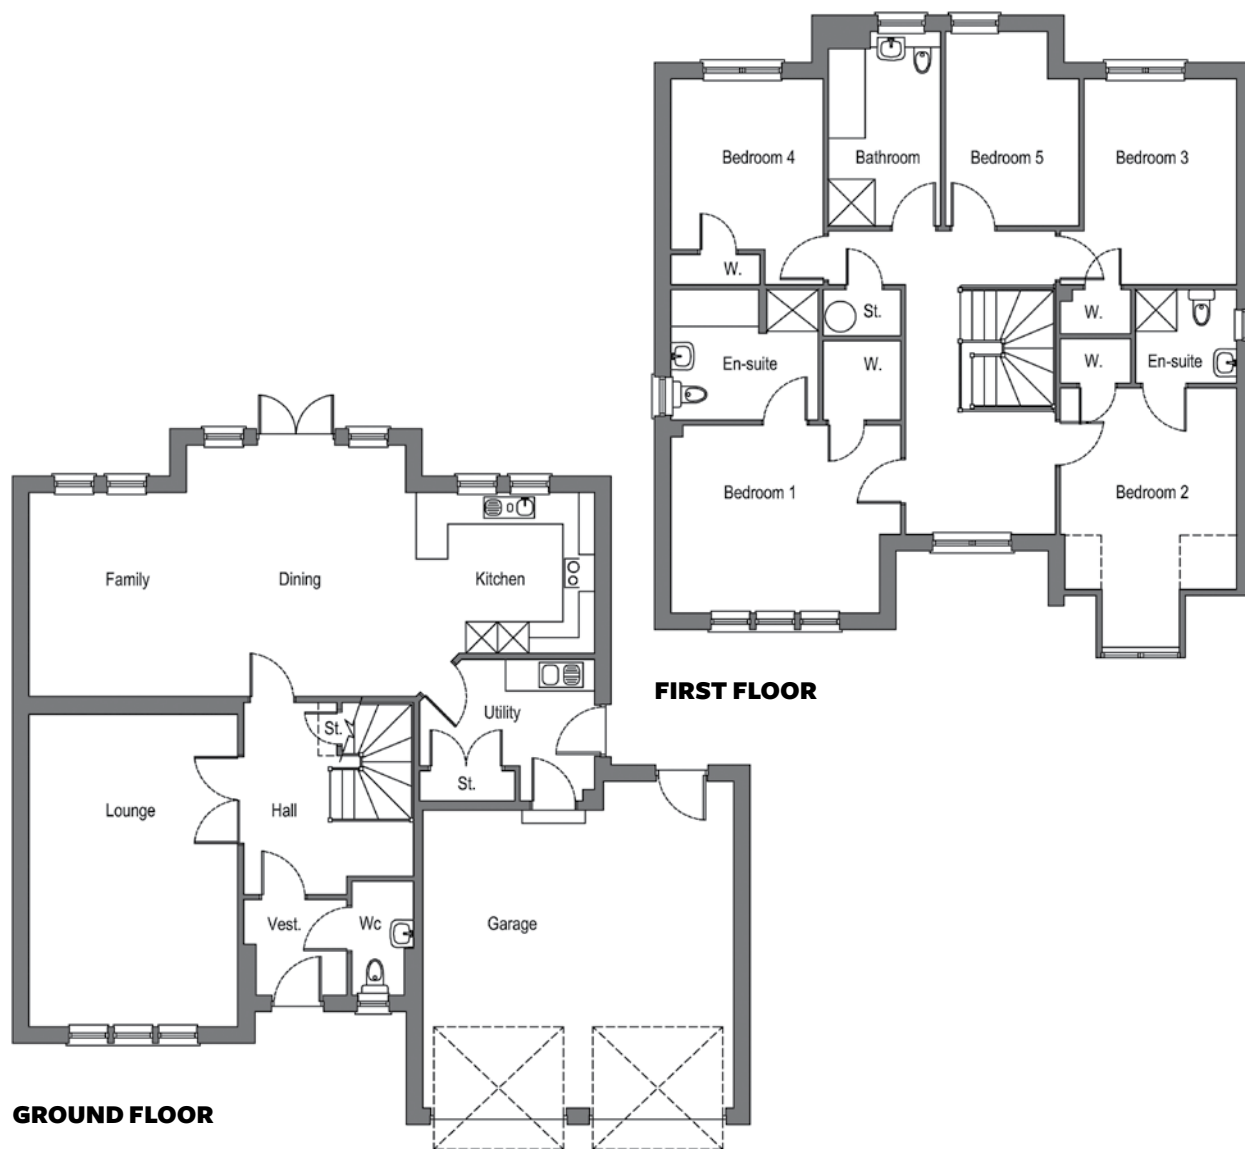 Bedroom 4
Bathroom
Bedroom 5
Bedroom 3
W.
St.
W.
En-suite
W.
W.
En-suite
Bedroom 1
Bedroom 2
FIRST FLOOR
Family
Dining
Kitchen
St.
Utility
St.
Lounge
Hall
Vest.
Wc
Garage
GROUND FLOOR